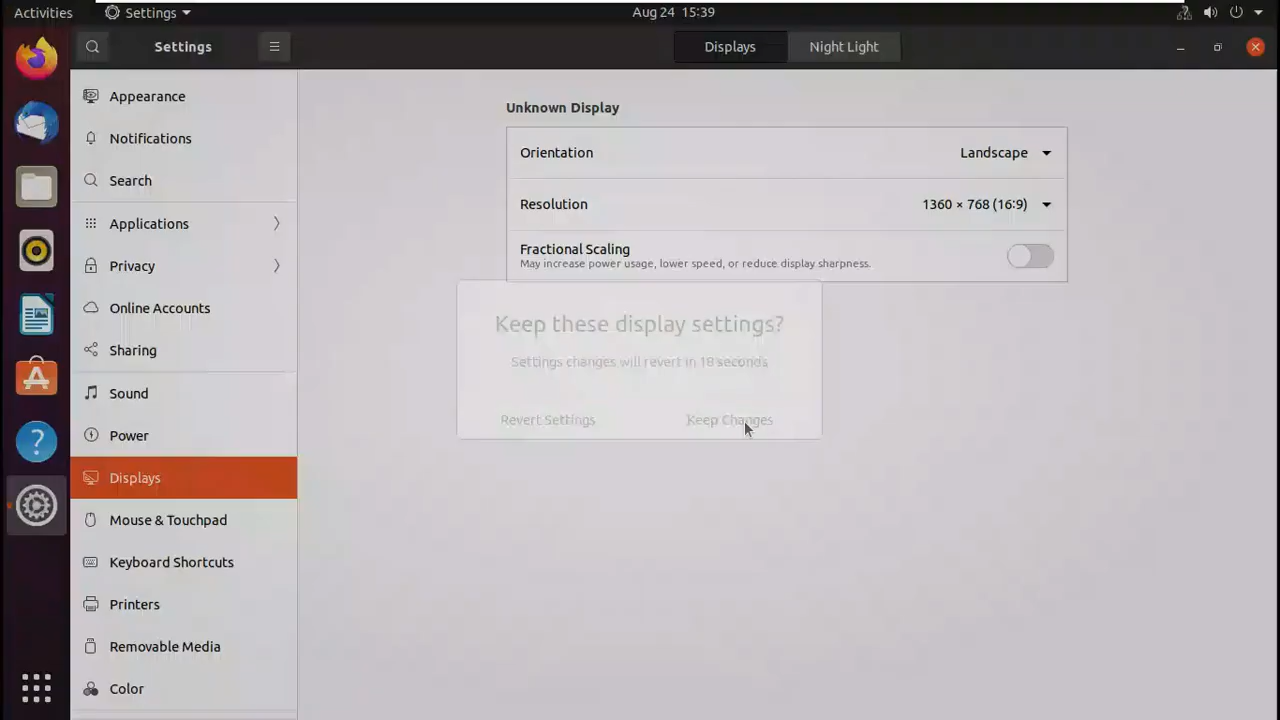 Activities
Settings
Aug 24 15:39
Settings
Displays
Night Light
Appearance
Notifications
Search
Applications
Privacy
Online Accounts
Sharing
Sound
Power
Displays
Mouse & Touchpad
Keyboard Shortcuts
Printers
Removable Media
Color
Unknown Display
Orientation
Landscape
Resolution
1360 × 768 (16:9)
Fractional Scaling
May increase power usage, lower speed, or reduce display sharpness.
Keep these display settings?
Settings changes will revert in 18 seconds
Revert Settings
Keep Changes